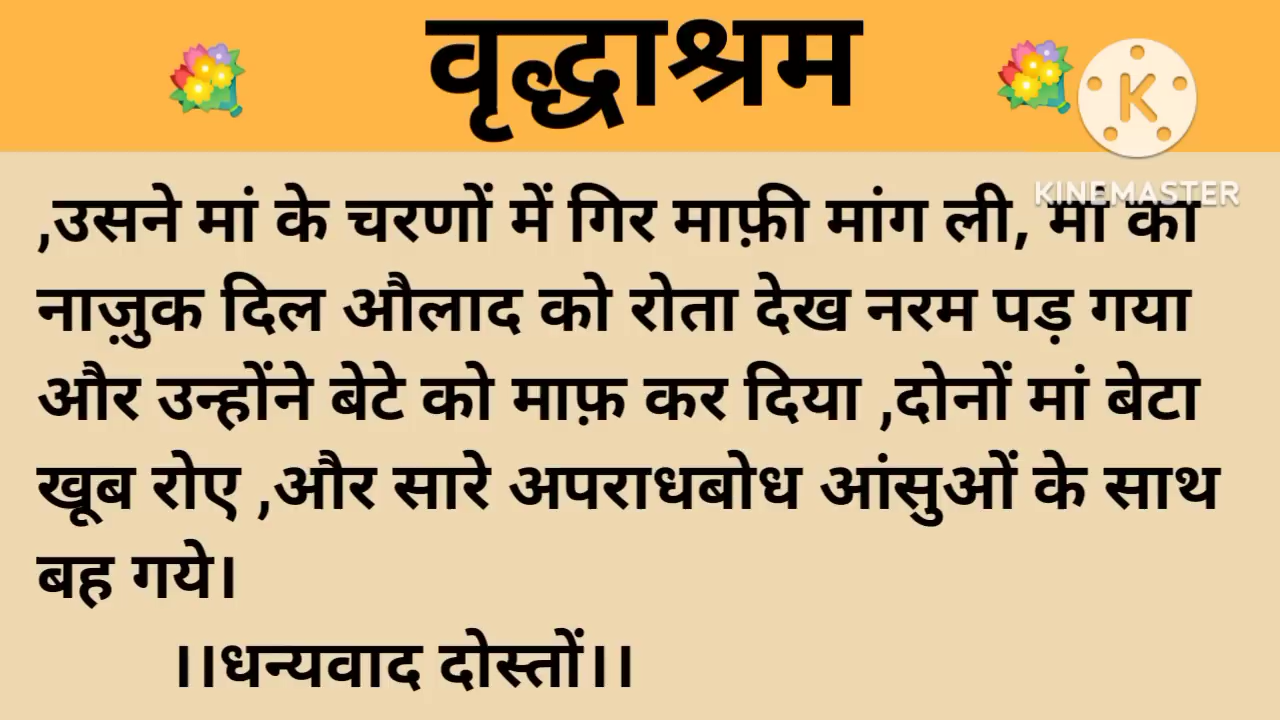 वृद्धाश्रम
K
KINEMASTER
,उसने मां के चरणों में गिर माफ़ी मांग ली, मां का
नाज़ुक दिल औलाद को रोता देख नरम पड़ गया
और उन्होंने बेटे को माफ़ कर दिया ,दोनों मां बेटा
खूब रोए ,और सारे अपराधबोध आंसुओं के साथ
बह गये।
।।धन्यवाद दोस्तों।।